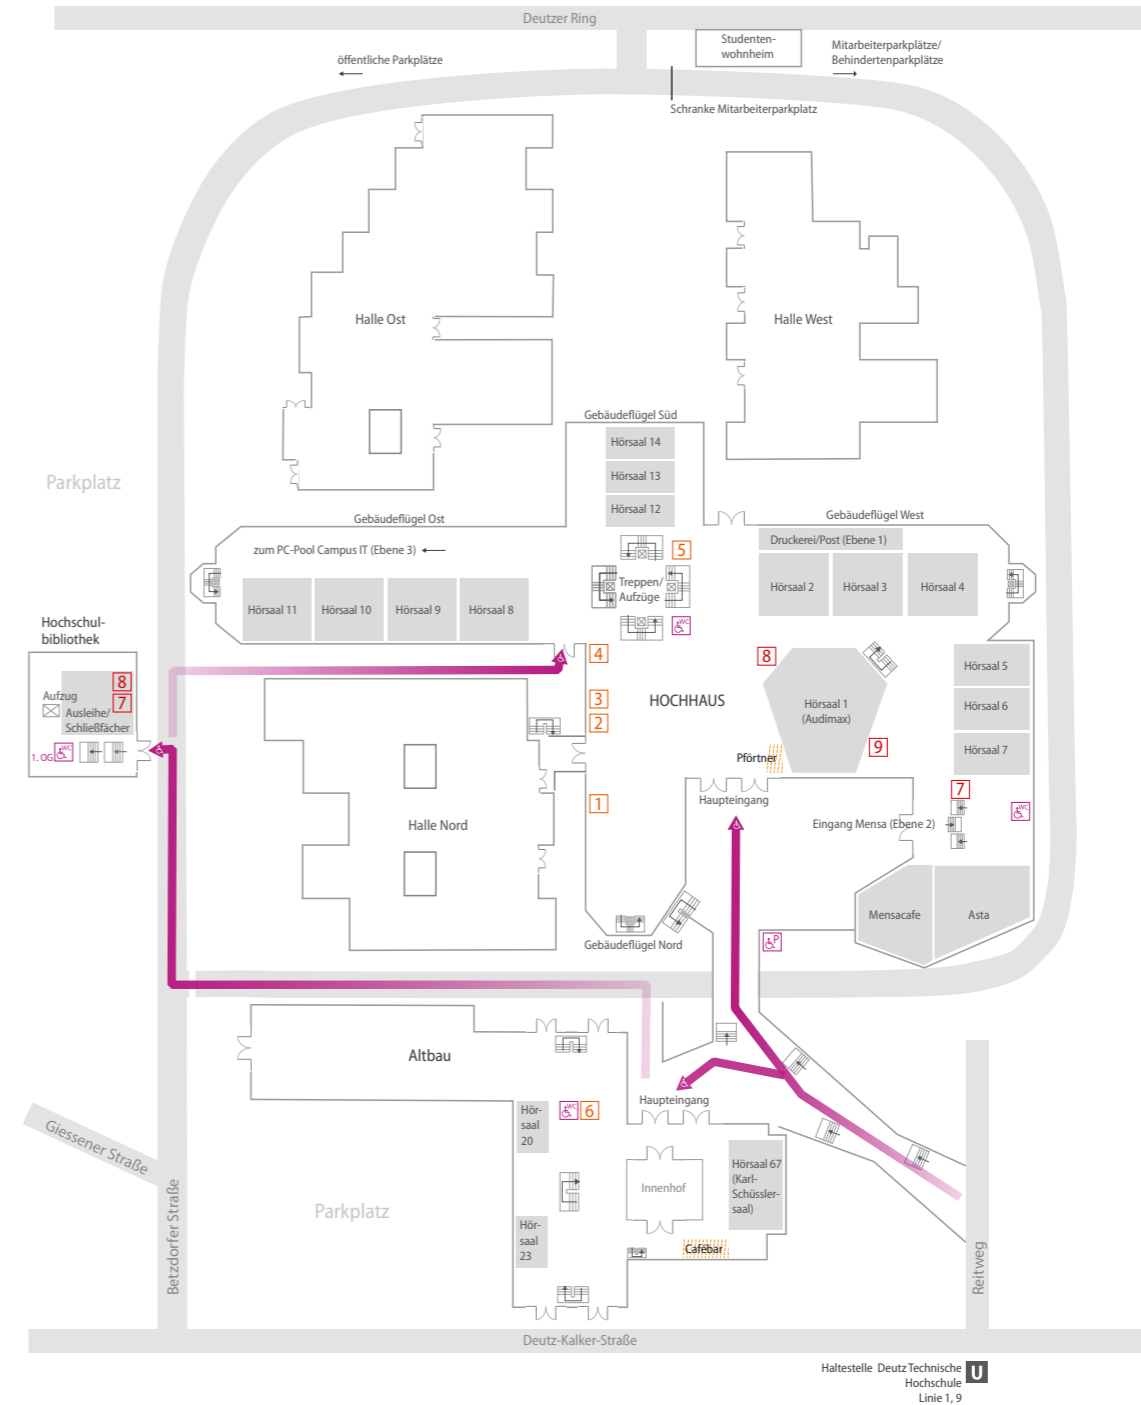 Deutzer Ring
Studenten-
wohnheim
Mitarbeiterparkplätze/
Behindertenparkplätze
öffentliche Parkplätze
Schranke Mitarbeiterparkplatz
Halle Ost
Halle West
Gebäudeflügel Süd
Hörsaal 14
Hörsaal 13
Hörsaal 12
Parkplatz
Gebäudeflügel Ost
Gebäudeflügel West
zum PC-Pool Campus IT (Ebene 3)
Druckerei/Post (Ebene 1)
5
Treppen/
Aufzüge
Hörsaal 2
Hörsaal 3
Hörsaal 4
Hörsaal 11
Hörsaal 10
Hörsaal 9
Hörsaal 8
WC
Hochschul-
bibliothek
4
8
Hörsaal 5
8
7
Aufzug
Ausleihe/
Schließfächer
3
2
HOCHHAUS
Hörsaal 1
(Audimax)
Hörsaal 6
Hörsaal 7
9
1. OG
WC
Pförtner
Haupteingang
7
1
WC
Halle Nord
Eingang Mensa (Ebene 2)
Mensacafe
Asta
Gebäudeflügel Nord
P
Altbau
Haupteingang
Hör-
saal
20
WC
6
Giessener Straße
Hörsaal 67
(Karl-
Schüssler-
saal)
Innenhof
Parkplatz
Betzdorfer Straße
Hör-
saal
23
Cafébar
Reitweg
Deutz-Kalker-Straße
Haltestelle Deutz Technische
Hochschule
Linie 1, 9
U